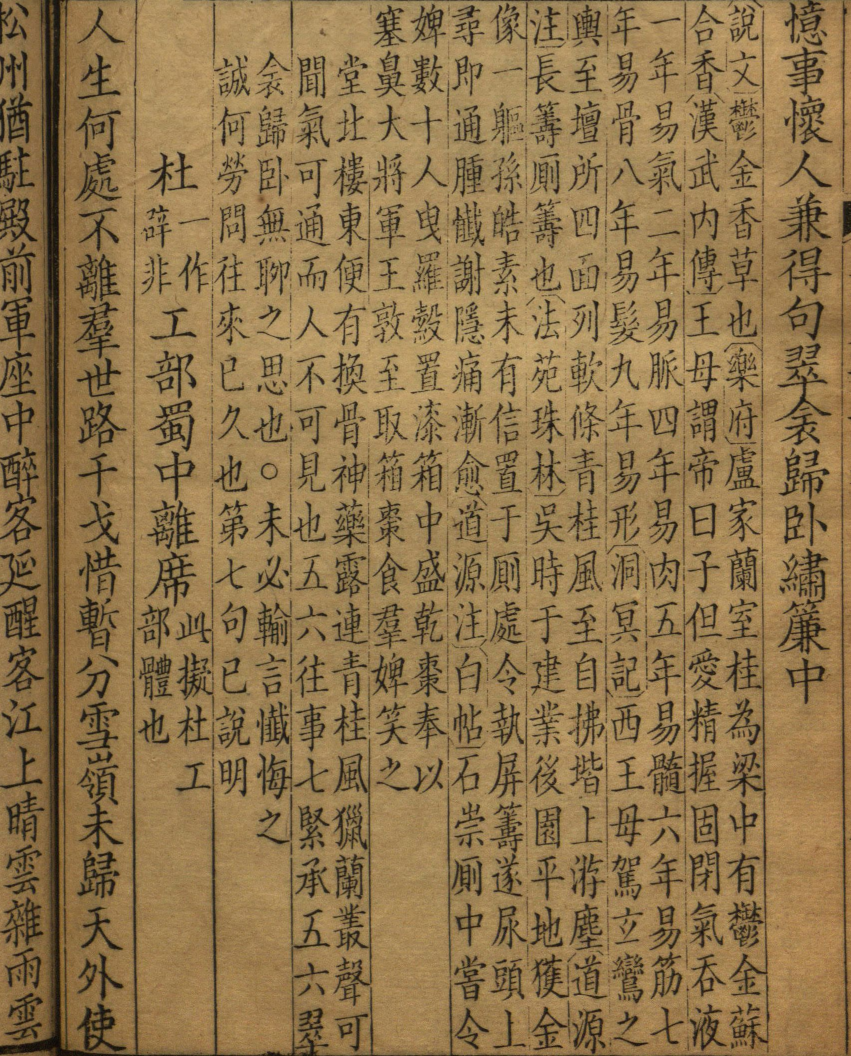 憶事懷人兼得句翠衾歸卧繡簾中
說文鬱金香草也樂府盧家蘭室桂為梁中有鬱金蘇
合香漢武內傳王母謂帝曰子但愛精握固閉氣吞液
一年易氣二年易脈四年易肉五年易髓六年易筋七
年易骨八年易髮九年易形洞冥記西王母駕立鸞之
輿至壇所四面列軟條青桂風至自拂堦上游塵道源
注長籌廁籌也法苑珠林吳時于建業後園平地獲金
像一軀孫皓素未有信置于廁處令執屏籌遂尿頭上
尋即通腫懺謝隱痛漸愈道源注白帖石崇廁中嘗令
婢數十人曳羅縠置漆箱中盛乾棗奉以
塞鼻大將軍王敦至取箱棗食羣婢笑之
堂北樓東便有換骨神藥露連青桂風獵蘭叢聲可
聞氣可通而人不可見也五六往事七緊承五六翠
衾歸卧無聊之思也○未必輸言懺悔之
誠何勞問往來已久也第七句已說明
杜一作薛非工部蜀中離席此擬杜工部體也
人生何處不離羣世路干戈惜暫分雪嶺未歸天外使
松州猶駐殿前軍座中醉客延醒客江上晴雲雜雨雲